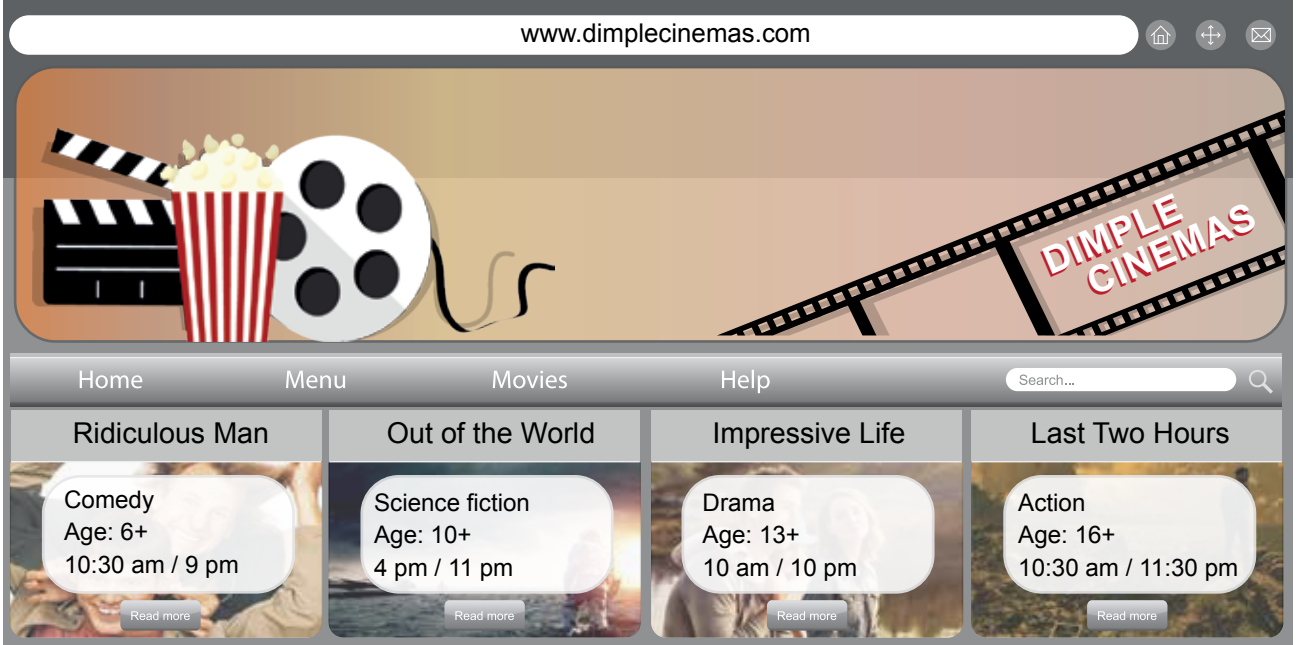 www.dimplecinemas.com
DIMPLE
CINEMAS
Home Menu Movies Help Search...
Ridiculous Man
Comedy
Age: 6+
10:30 am / 9 pm
Read more
Out of the World
Science fiction
Age: 10+
4 pm / 11 pm
Read more
Impressive Life
Drama
Age: 13+
10 am / 10 pm
Read more
Last Two Hours
Action
Age: 16+
10:30 am / 11:30 pm
Read more